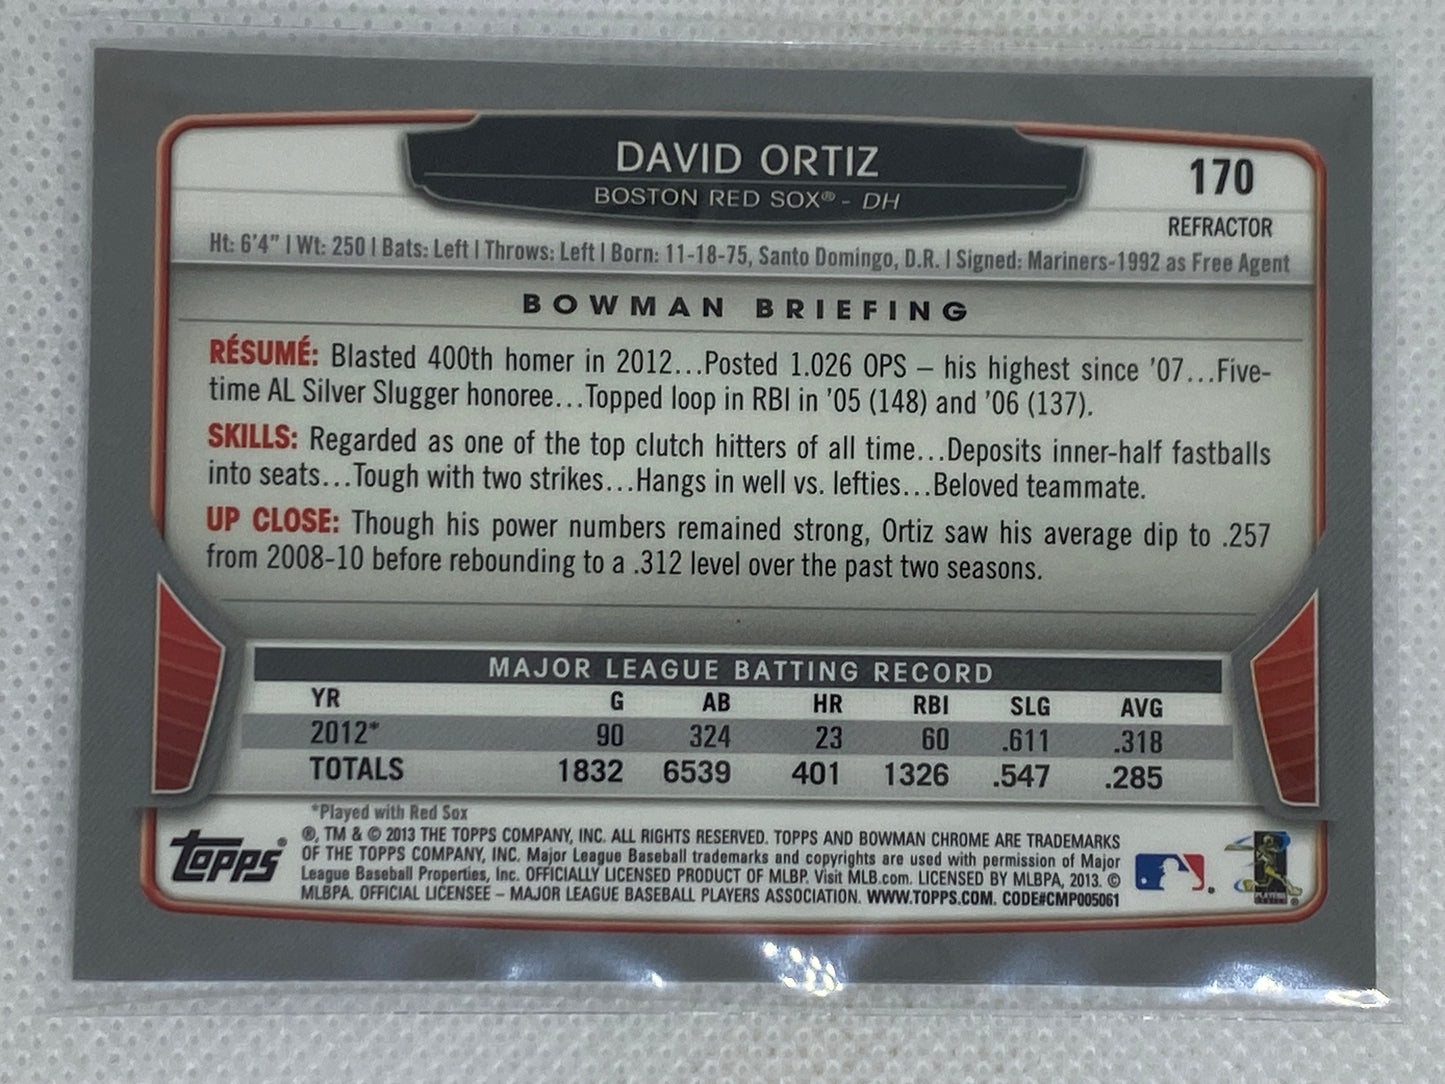 DAVID ORTIZ
BOSTON RED SOX® - DH
170
REFRACTOR
Ht: 6'4" | Wt: 250 | Bats: Left | Throws: Left | Born: 11-18-75, Santo Domingo, D.R. | Signed: Mariners-1992 as Free Agent
BOWMAN BRIEFING
RÉSUMÉ: Blasted 400th homer in 2012...Posted 1.026 OPS – his highest since '07...Five-
time AL Silver Slugger honoree...Topped loop in RBI in '05 (148) and '06 (137).
SKILLS: Regarded as one of the top clutch hitters of all time...Deposits inner-half fastballs
into seats...Tough with two strikes...Hangs in well vs. lefties...Beloved teammate.
UP CLOSE: Though his power numbers remained strong, Ortiz saw his average dip to .257
from 2008-10 before rebounding to a .312 level over the past two seasons.
MAJOR LEAGUE BATTING RECORD
YR G AB HR RBI SLG AVG
2012* 90 324 23 60 .611 .318
TOTALS 1832 6539 401 1326 .547 .285
*Played with Red Sox
®, TM & © 2013 THE TOPPS COMPANY, INC. ALL RIGHTS RESERVED. TOPPS AND BOWMAN CHROME ARE TRADEMARKS
OF THE TOPPS COMPANY, INC. Major League Baseball trademarks and copyrights are used with permission of Major
League Baseball Properties, Inc. OFFICIALLY LICENSED PRODUCT OF MLBP. Visit MLB.com. LICENSED BY MLBPA, 2013. ©
MLBPA. OFFICIAL LICENSEE – MAJOR LEAGUE BASEBALL PLAYERS ASSOCIATION. WWW.TOPPS.COM. CODE#CMP005061
topps®